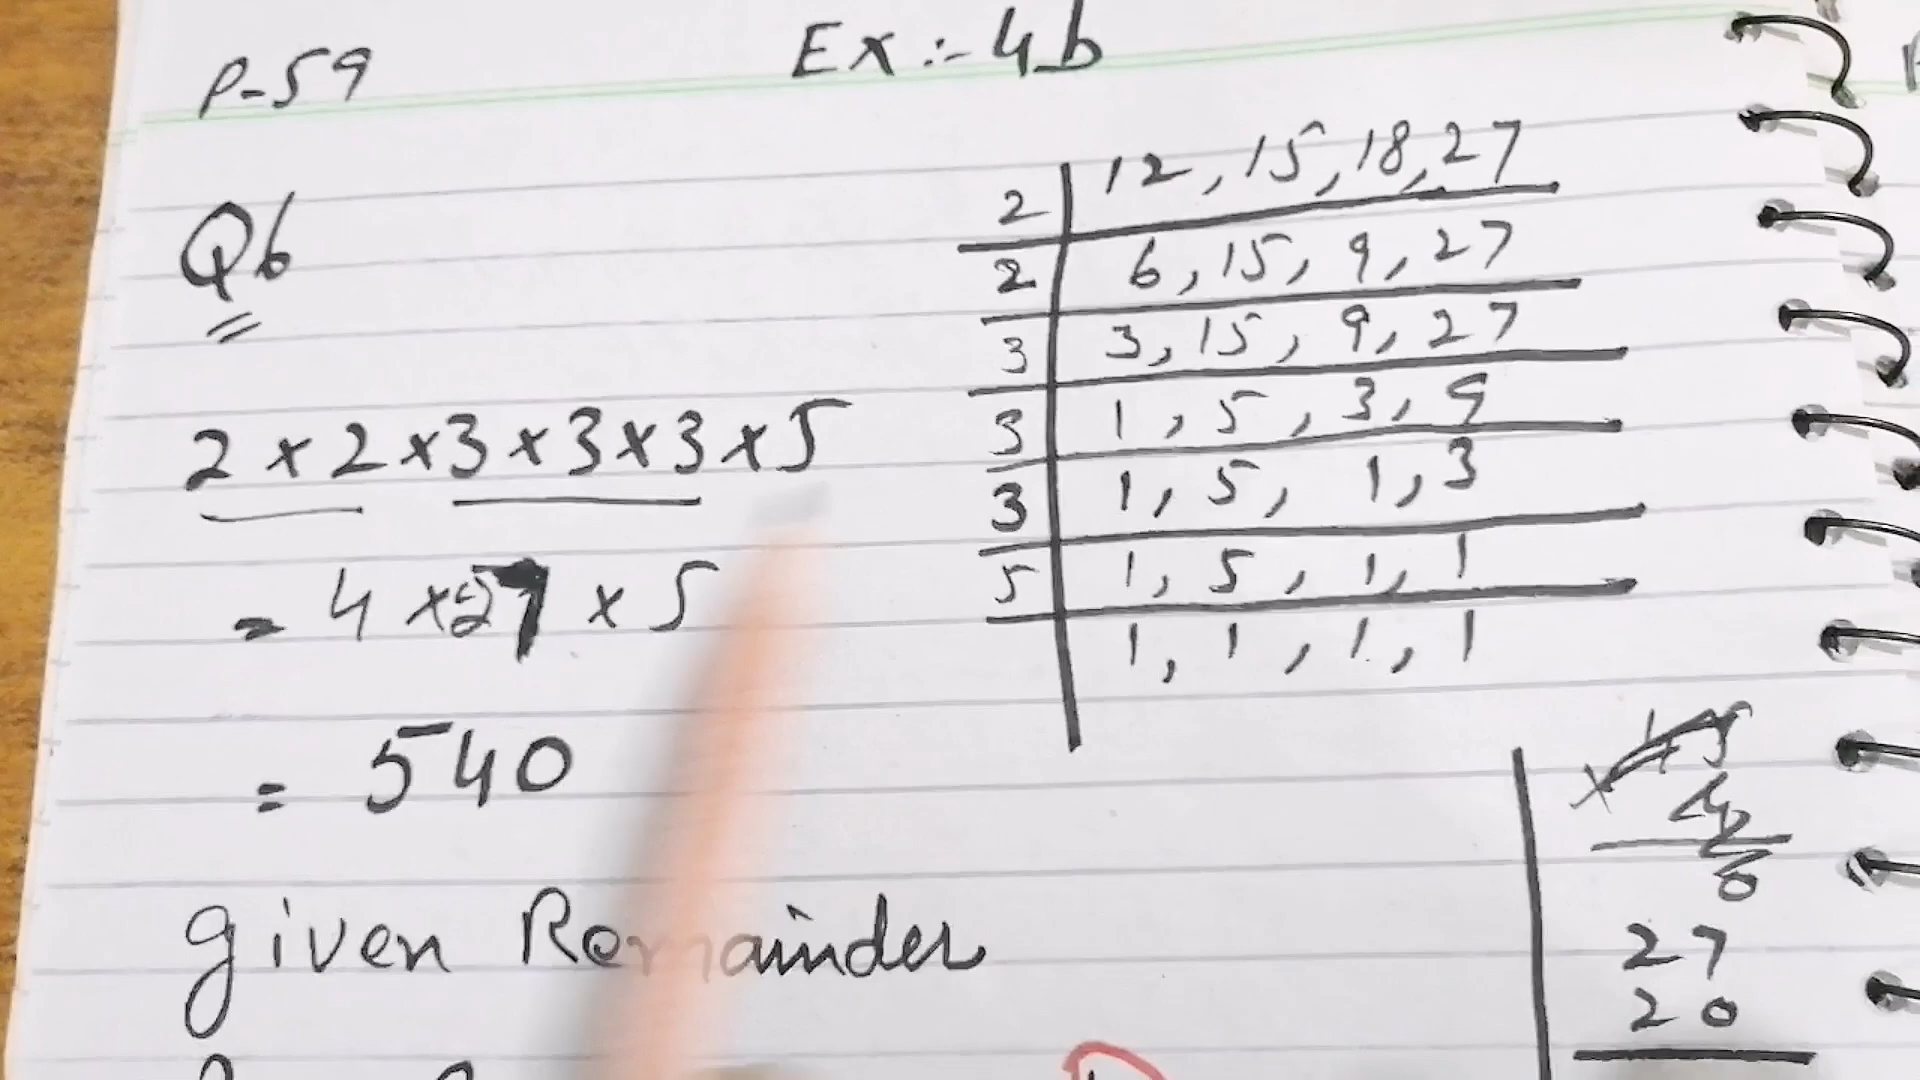 P-59 Ex:- 4b
Q6
2 | 12, 15, 18, 27
2 | 6, 15, 9, 27
3 | 3, 15, 9, 27
3 | 1, 5, 3, 9
3 | 1, 5, 1, 3
5 | 1, 5, 1, 1
1, 1, 1, 1
2 × 2 × 3 × 3 × 3 × 5
= 4 × 27 × 5
= 540
given Remainder
27
20